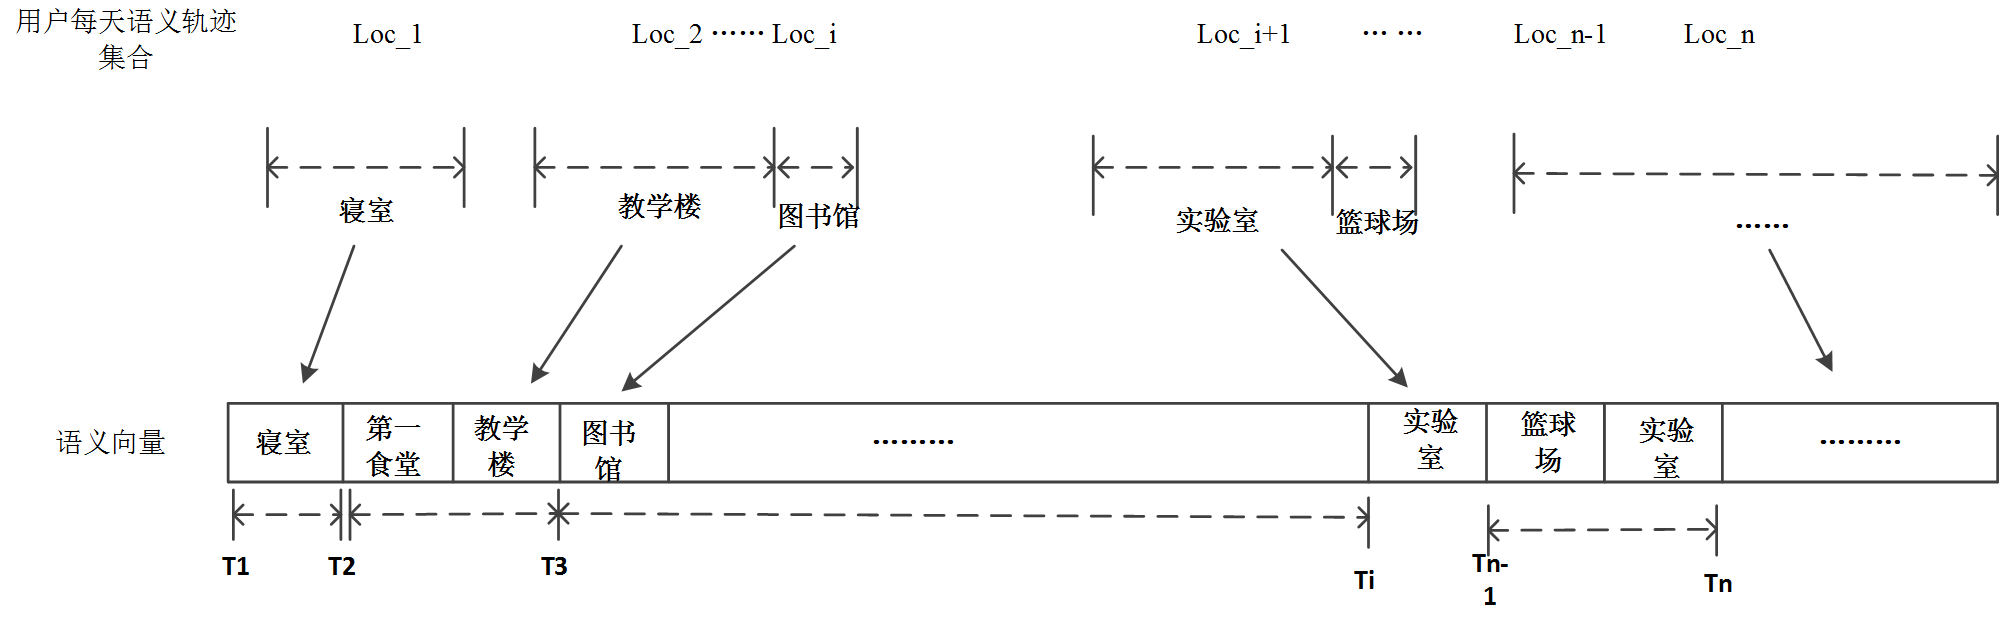 用户每天语义轨迹
集合
Loc_1
Loc_2 …… Loc_i
Loc_i+1
… …
Loc_n-1
Loc_n
寝室
教学楼
图书馆
实验室
篮球场
……
语义向量
寝室
第一
食堂
教学
楼
图书
馆
………
实验
室
篮球
场
实验
室
………
T1
T2
T3
Ti
Tn-
1
Tn